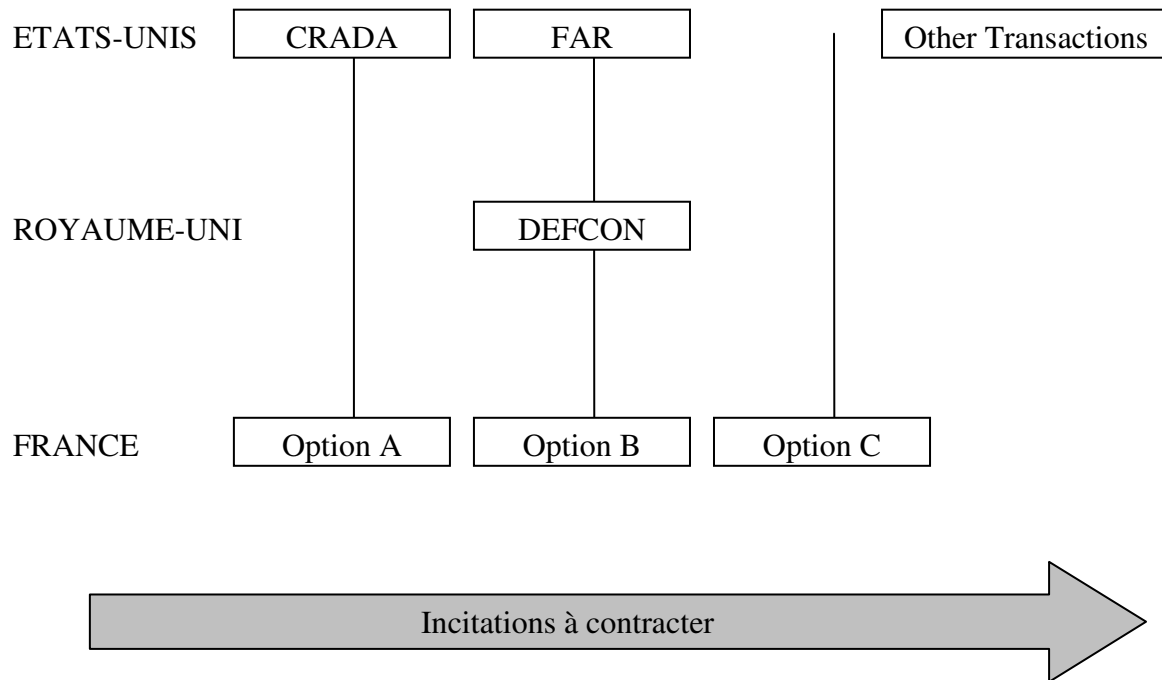 ETATS-UNIS CRADA FAR Other Transactions
ROYAUME-UNI DEFCON
FRANCE Option A Option B Option C
Incitations à contracter